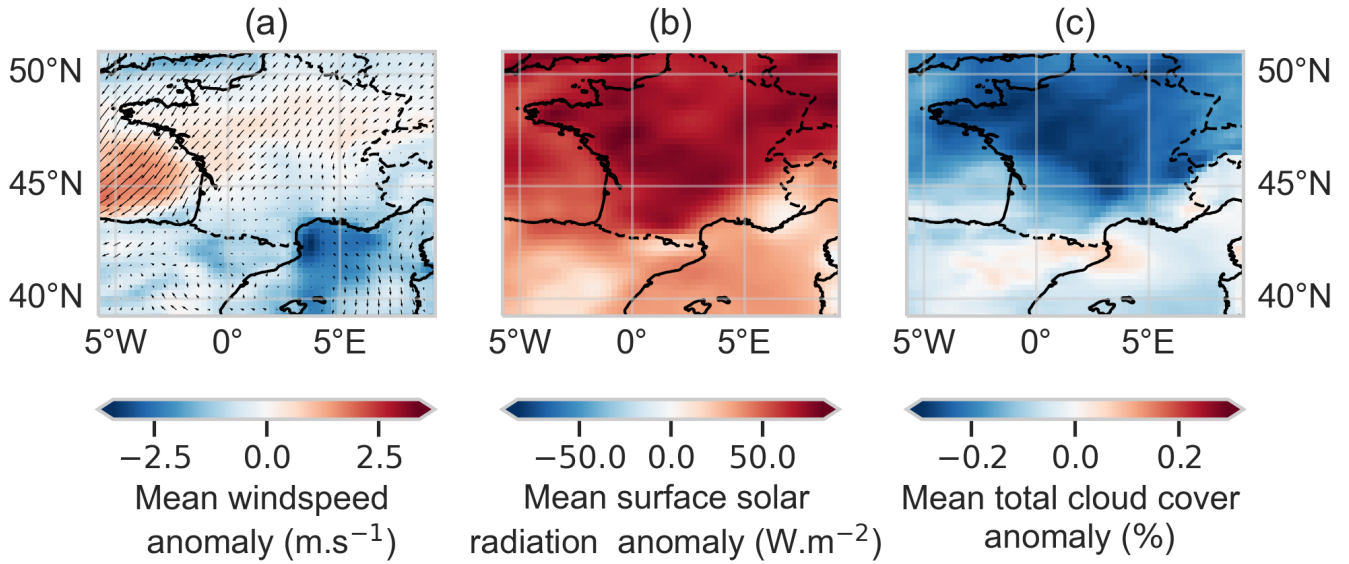 (a) (b) (c)
50°N 50°N
45°N 45°N
40°N 40°N
5°W 0° 5°E 5°W 0° 5°E 5°W 0° 5°E
−2.5 0.0 2.5 −50.0 0.0 50.0 −0.2 0.0 0.2
Mean windspeed Mean surface solar Mean total cloud cover
anomaly (m.s⁻¹) radiation anomaly (W.m⁻²) anomaly (%)